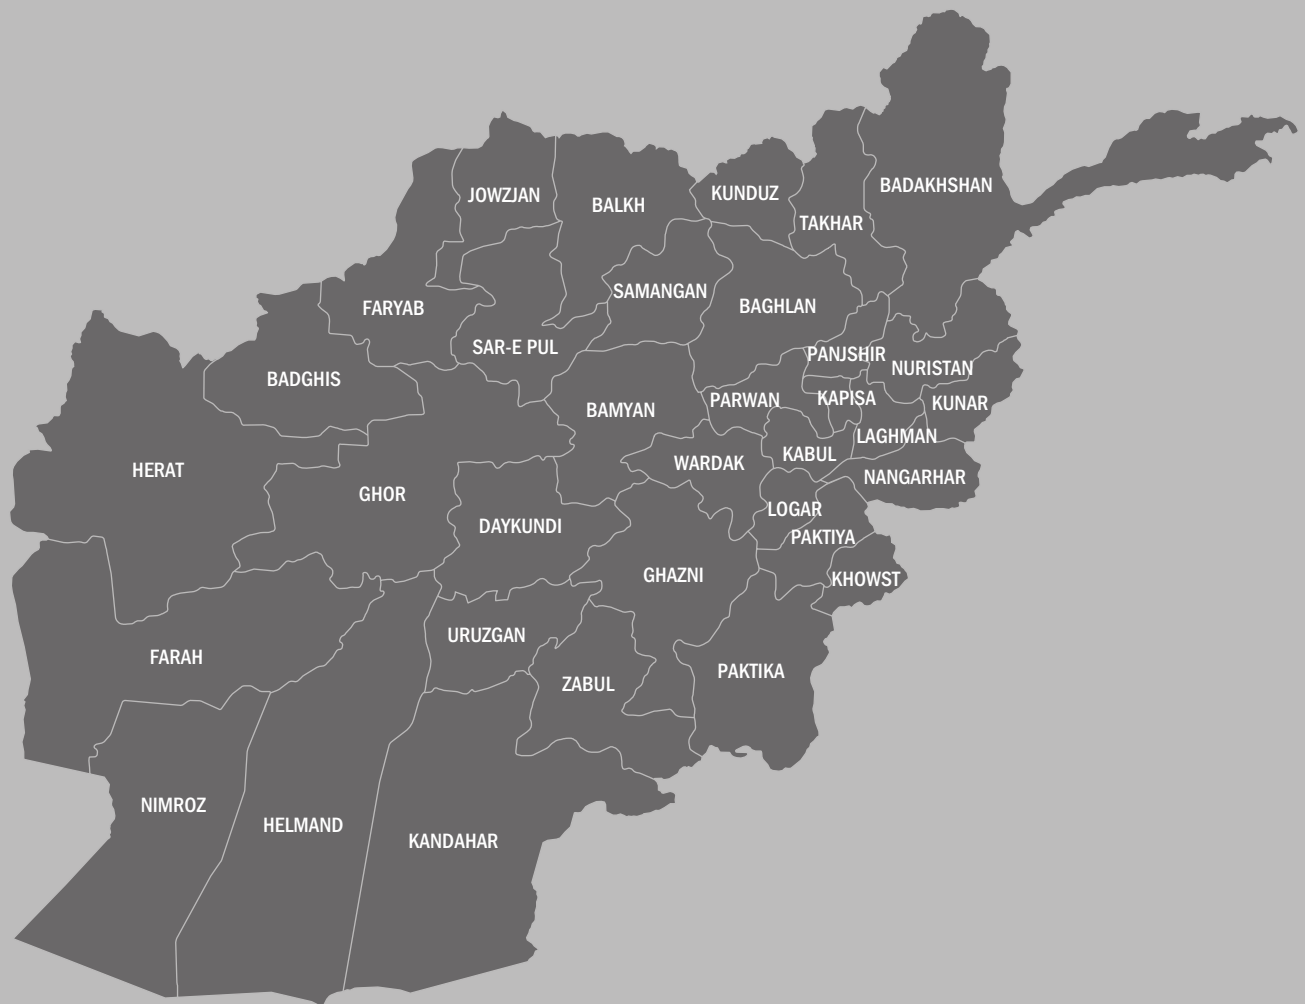 BADAKHSHAN
JOWZJAN
BALKH
KUNDUZ
TAKHAR
FARYAB
SAMANGAN
BAGHLAN
SAR-E PUL
PANJSHIR
NURISTAN
BADGHIS
BAMYAN
PARWAN
KAPISA
KUNAR
LAGHMAN
HERAT
WARDAK
KABUL
NANGARHAR
GHOR
LOGAR
DAYKUNDI
PAKTIYA
GHAZNI
KHOWST
URUZGAN
FARAH
ZABUL
PAKTIKA
NIMROZ
HELMAND
KANDAHAR